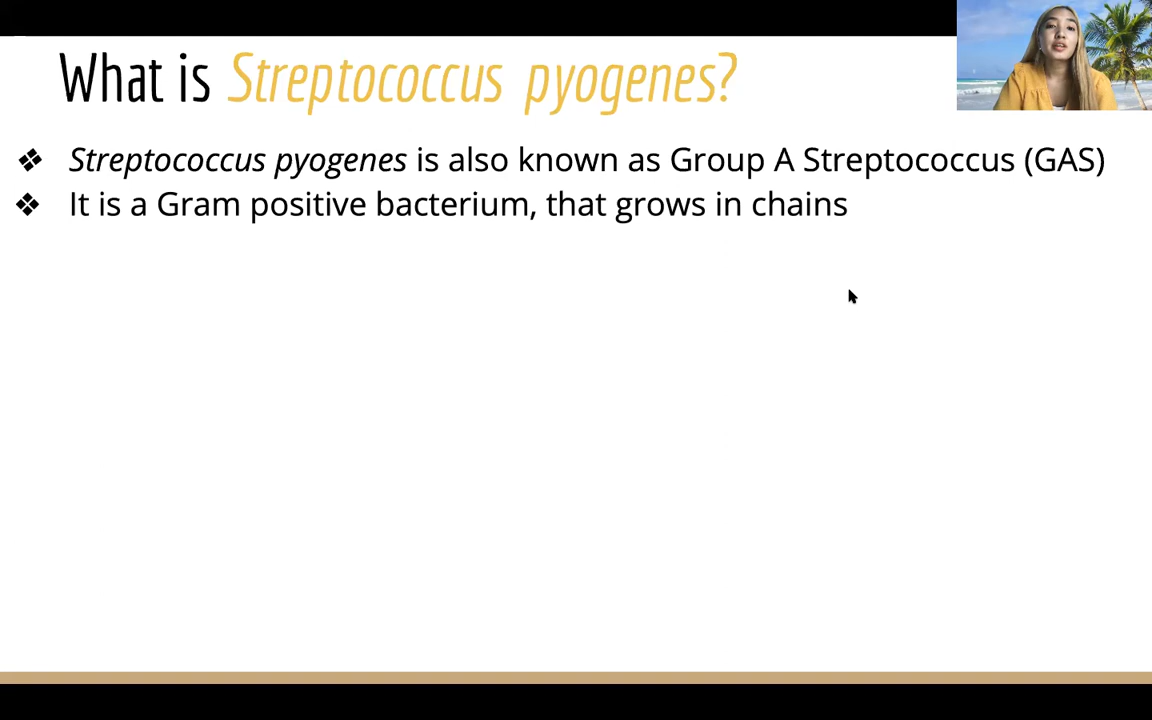 What is Streptococcus pyogenes?
❖ Streptococcus pyogenes is also known as Group A Streptococcus (GAS)
❖ It is a Gram positive bacterium, that grows in chains